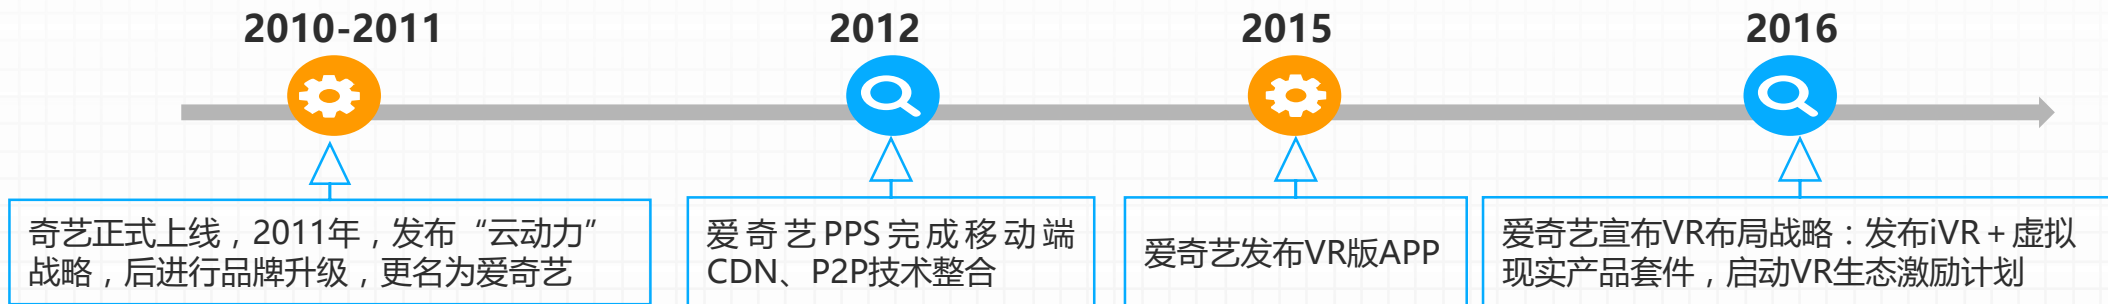 2010-2011
2012
2015
2016
奇艺正式上线，2011年，发布“云动力”
战略，后进行品牌升级，更名为爱奇艺
爱奇艺PPS完成移动端
CDN、P2P技术整合
爱奇艺发布VR版APP
爱奇艺宣布VR布局战略：发布iVR+虚拟
现实产品套件，启动VR生态激励计划